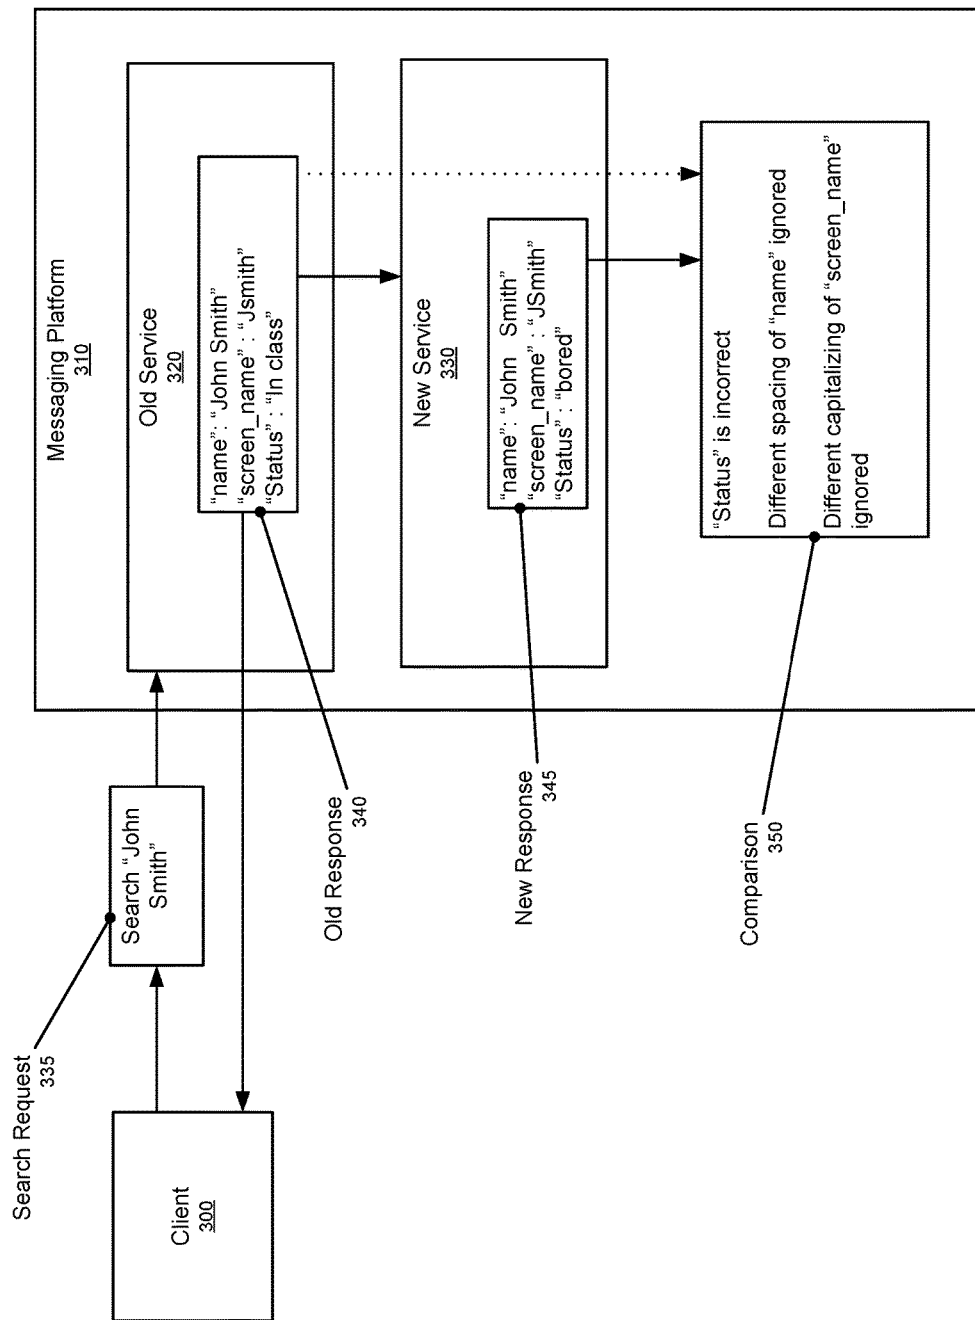 Messaging Platform
310
Search Request
335
Client
300
Search “John
Smith”
Old Service
320
“name”: “John Smith”
“screen_name” : “Jsmith”
“Status” : “In class”
Old Response
340
New Service
330
“name”: “John   Smith”
“screen_name” : “JSmith”
“Status” : “bored”
New Response
345
“Status” is incorrect
Different spacing of “name” ignored
Different capitalizing of “screen_name”
ignored
Comparison
350